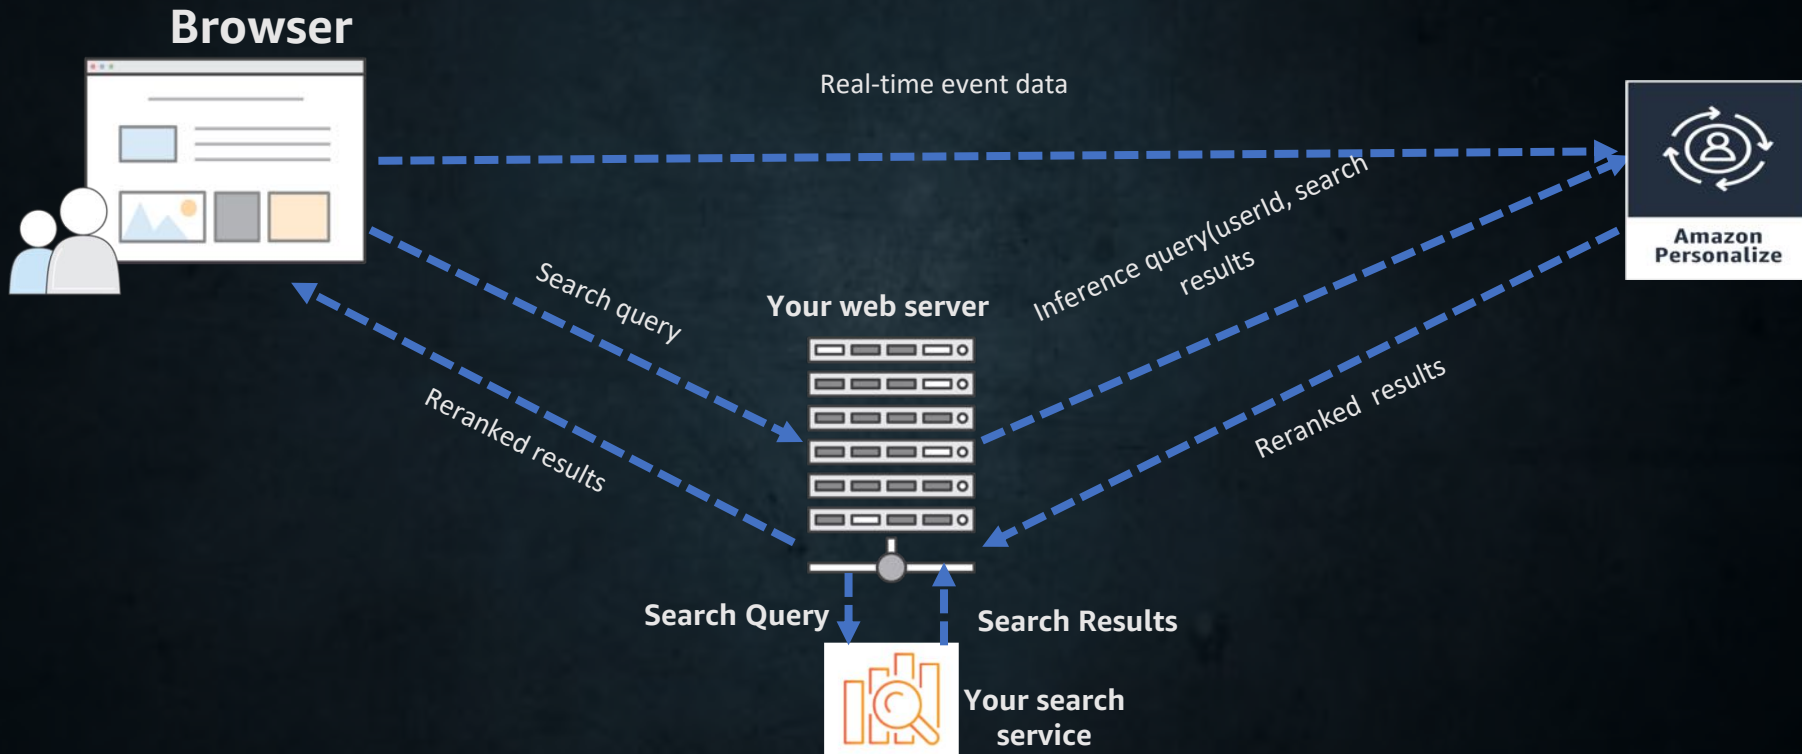 Browser
Real-time event data
Inference query(userId, search
results
Amazon
Personalize
Search query
Your web server
Reranked results
Reranked  results
Search Query
Search Results
Your search
service